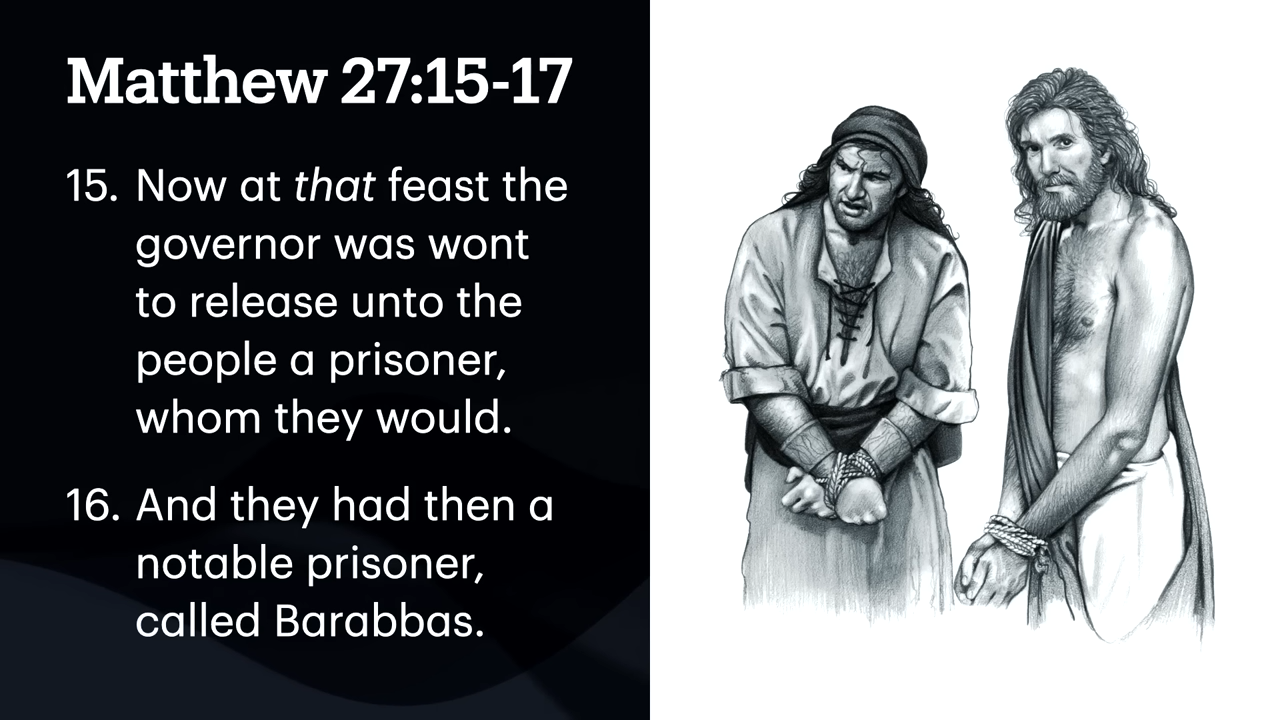 Matthew 27:15-17
15. Now at that feast the
governor was wont
to release unto the
people a prisoner,
whom they would.
16. And they had then a
notable prisoner,
called Barabbas.